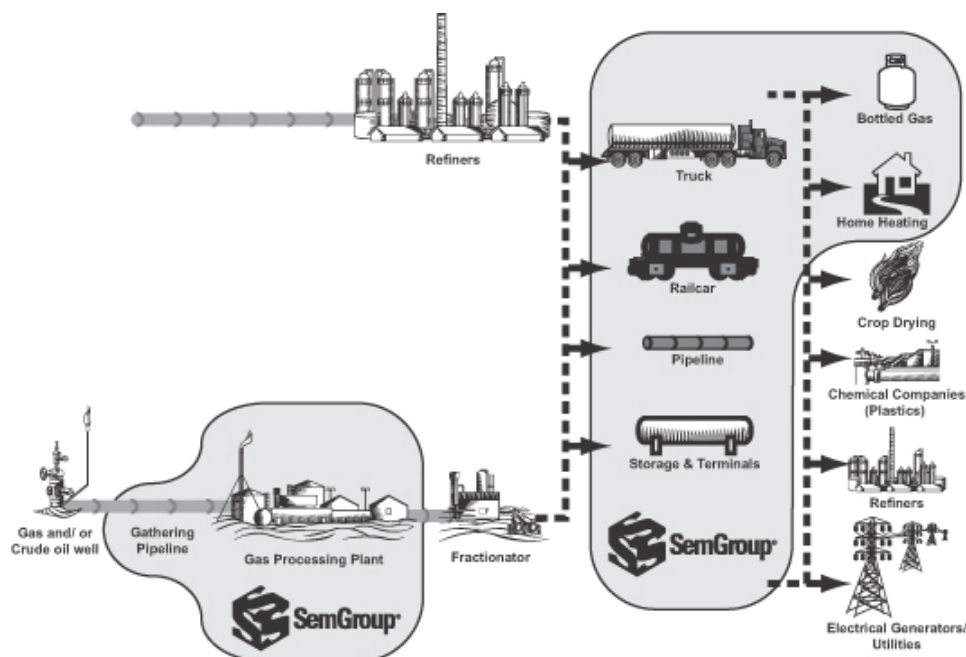 Bottled Gas
Refiners
Truck
Home Heating
Railcar
Crop Drying
Pipeline
Chemical Companies
(Plastics)
Storage & Terminals
Refiners
Gas and/ or
Crude oil well
Gathering
Pipeline
Gas Processing Plant
Fractionator
SemGroup®
Electrical Generators/
Utilities
SemGroup®